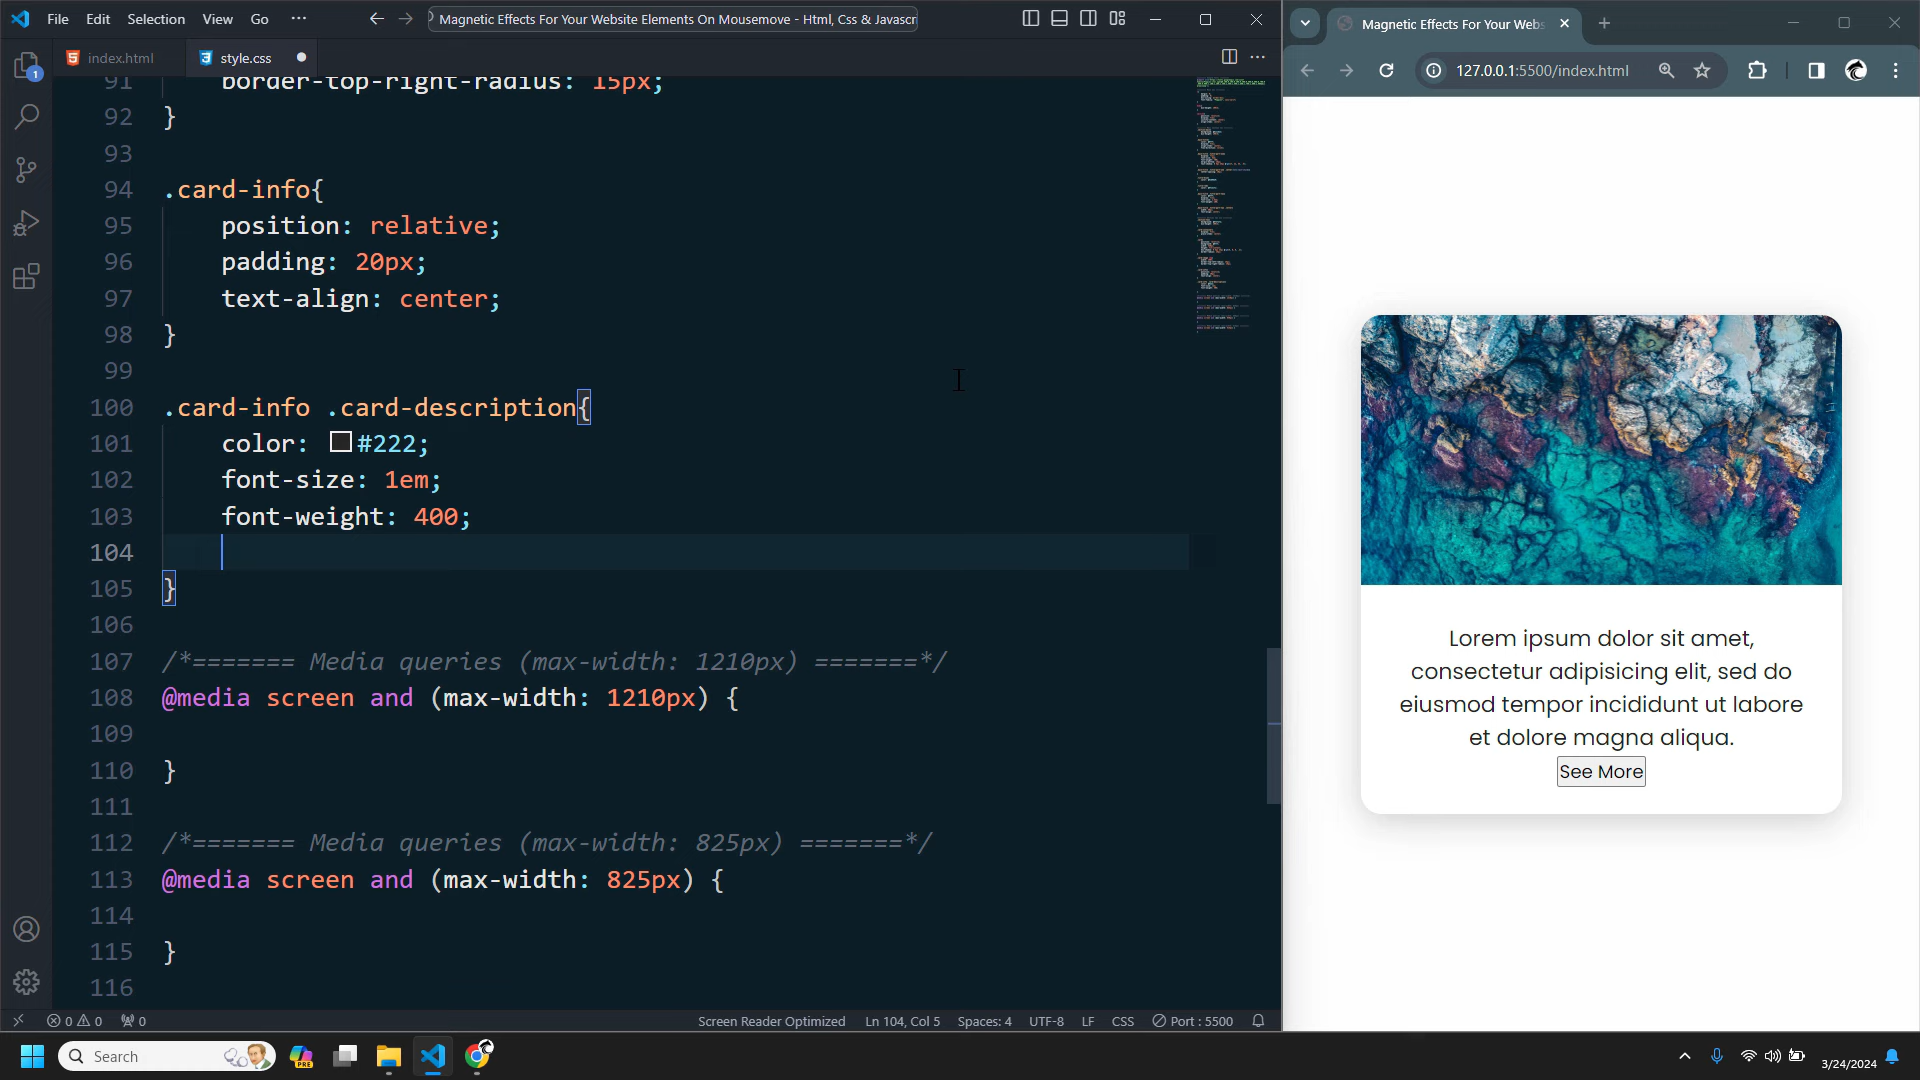 File Edit Selection View Go ···
Magnetic Effects For Your Website Elements On Mousemove - Html, Css & Javascr
index.html style.css
91 border-top-right-radius: 15px;
92 }
93
94 .card-info{
95 position: relative;
96 padding: 20px;
97 text-align: center;
98 }
99
100 .card-info .card-description{
101 color: #222;
102 font-size: 1em;
103 font-weight: 400;
104
105 }
106
107 /*======= Media queries (max-width: 1210px) =======*/
108 @media screen and (max-width: 1210px) {
109
110 }
111
112 /*======= Media queries (max-width: 825px) =======*/
113 @media screen and (max-width: 825px) {
114
115 }
116
1
0 0 0
Screen Reader Optimized Ln 104, Col 5 Spaces: 4 UTF-8 LF CSS Port : 5500
Magnetic Effects For Your Webs
127.0.0.1:5500/index.html
Lorem ipsum dolor sit amet,
consectetur adipisicing elit, sed do
eiusmod tempor incididunt ut labore
et dolore magna aliqua.
See More
Search
PRE
3/24/2024